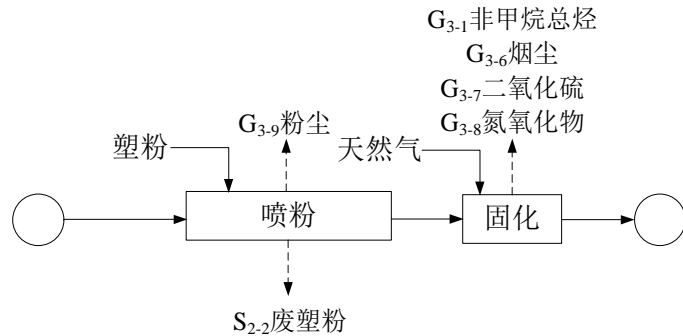 G3-1非甲烷总烃
G3-6烟尘
G3-7二氧化硫
G3-8氮氧化物
G3-9粉尘
塑粉
天然气
喷粉
固化
S2-2废塑粉